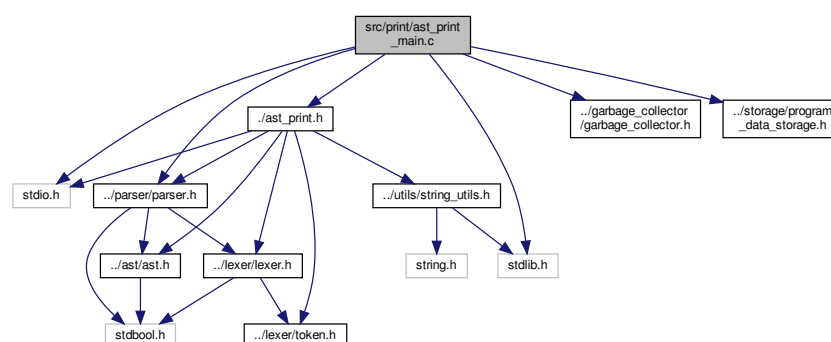 src/print/ast_print
_main.c
./ast_print.h
../garbage_collector
/garbage_collector.h
../storage/program
_data_storage.h
stdio.h
../parser/parser.h
../utils/string_utils.h
../ast/ast.h
../lexer/lexer.h
string.h
stdlib.h
stdbool.h
../lexer/token.h